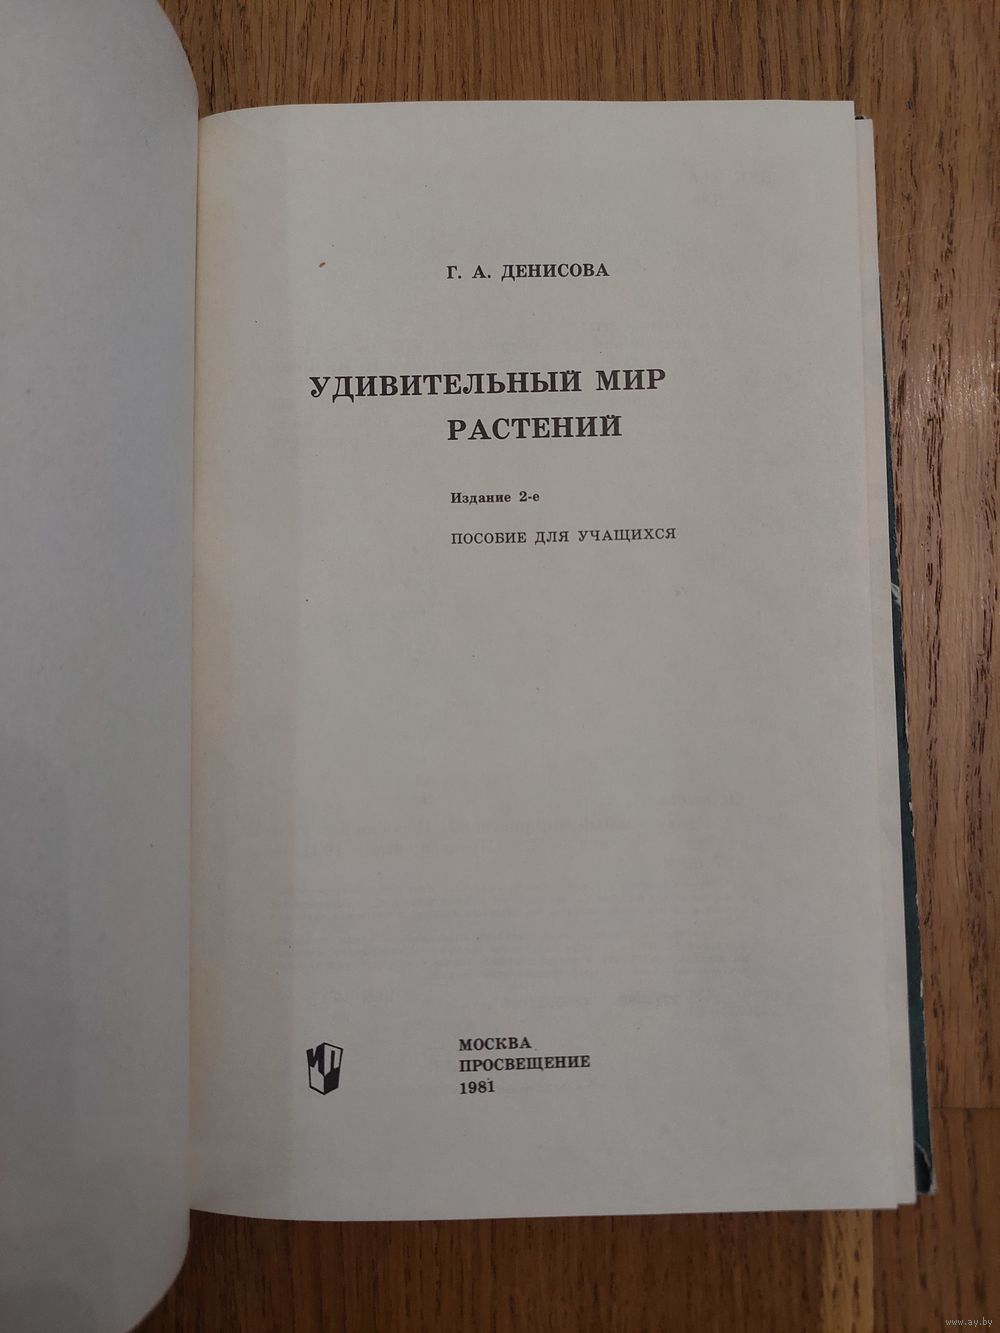 Г. А. ДЕНИСОВА
УДИВИТЕЛЬНЫЙ МИР
РАСТЕНИЙ
Издание 2-е
ПОСОБИЕ ДЛЯ УЧАЩИХСЯ
МОСКВА
ПРОСВЕЩЕНИЕ
1981
www.ay.by